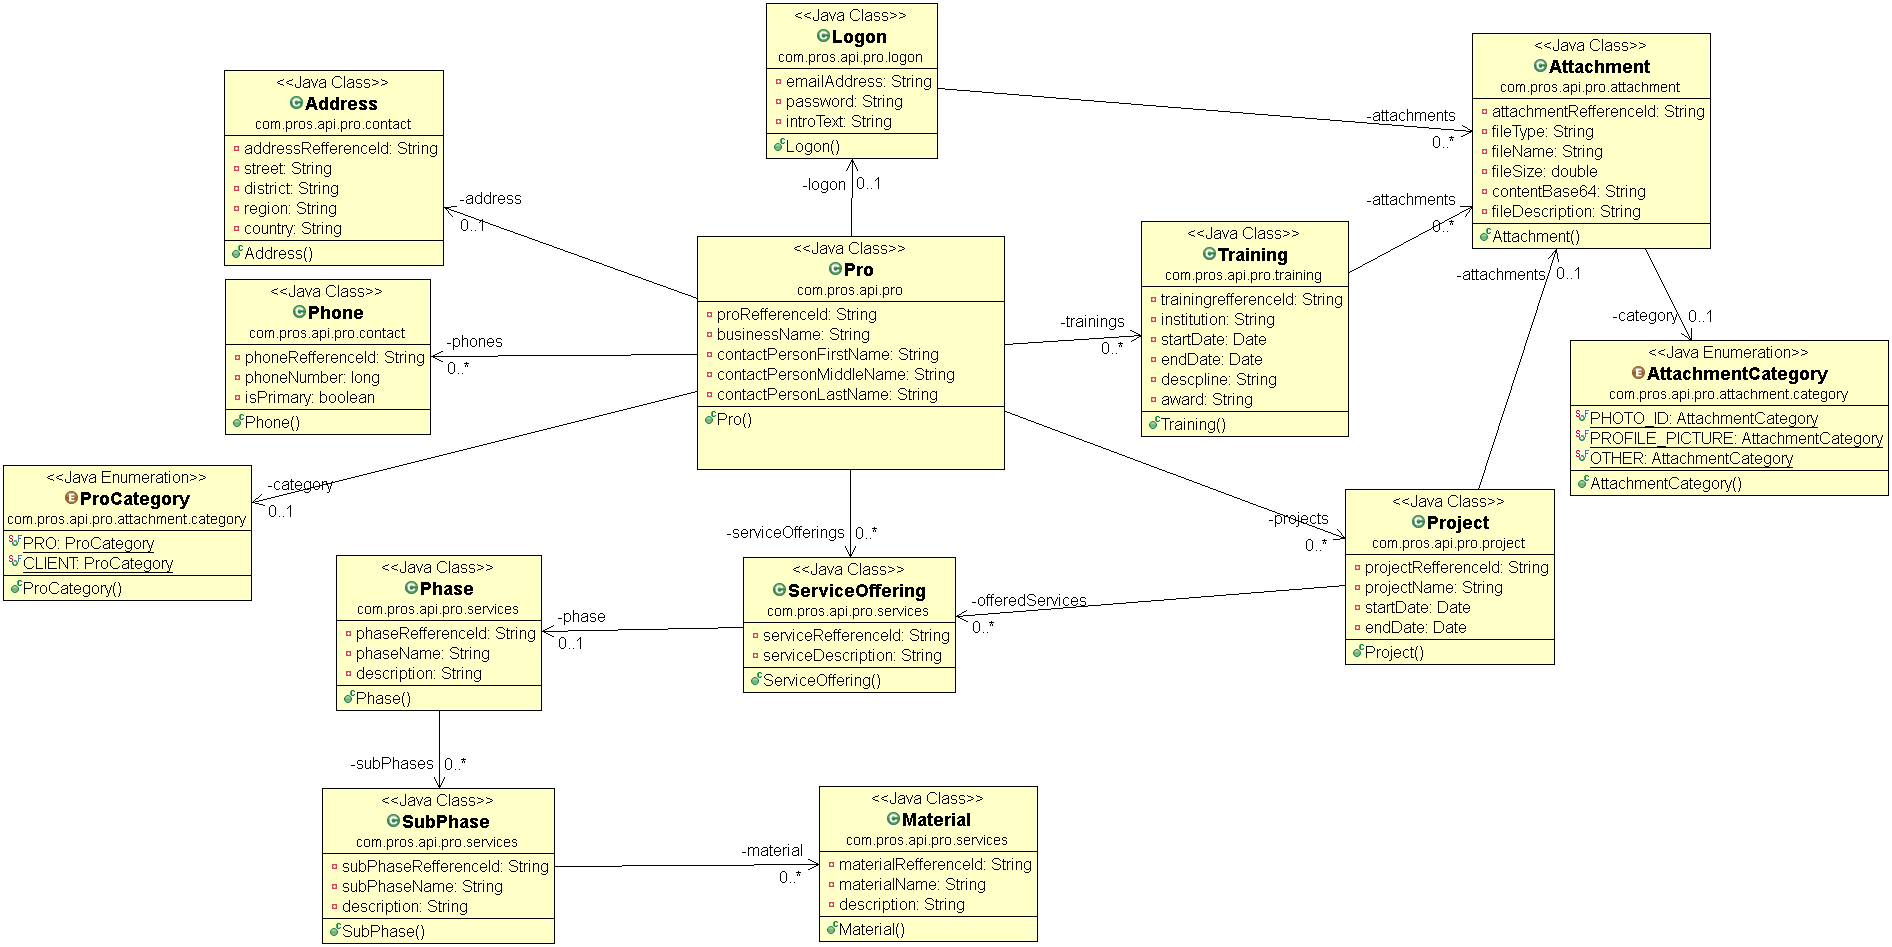 <<Java Class>>
Logon
com.pros.api.pro.logon
emailAddress: String
password: String
introText: String
Logon()
<<Java Class>>
Attachment
com.pros.api.pro.attachment
attachmentRefferenceId: String
fileType: String
fileName: String
fileSize: double
contentBase64: String
fileDescription: String
Attachment()
<<Java Class>>
Address
com.pros.api.pro.contact
addressRefferenceId: String
street: String
district: String
region: String
country: String
Address()
-attachments
0..*
-logon
0..1
-address
0..1
-attachments
0..*
<<Java Class>>
Training
com.pros.api.pro.training
trainingrefferenceId: String
institution: String
startDate: Date
endDate: Date
descpline: String
award: String
Training()
<<Java Class>>
Pro
com.pros.api.pro
proRefferenceId: String
businessName: String
contactPersonFirstName: String
contactPersonMiddleName: String
contactPersonLastName: String
Pro()
<<Java Class>>
Phone
com.pros.api.pro.contact
phoneRefferenceId: String
phoneNumber: long
isPrimary: boolean
Phone()
-phones
0..*
-trainings
0..*
-attachments
0..1
-category
0..1
<<Java Enumeration>>
AttachmentCategory
com.pros.api.pro.attachment.category
PHOTO_ID: AttachmentCategory
PROFILE_PICTURE: AttachmentCategory
OTHER: AttachmentCategory
AttachmentCategory()
<<Java Enumeration>>
ProCategory
com.pros.api.pro.attachment.category
PRO: ProCategory
CLIENT: ProCategory
ProCategory()
-category
0..1
-serviceOfferings
0..*
-projects
0..*
<<Java Class>>
Project
com.pros.api.pro.project
projectRefferenceId: String
projectName: String
startDate: Date
endDate: Date
Project()
<<Java Class>>
Phase
com.pros.api.pro.services
phaseRefferenceId: String
phaseName: String
description: String
Phase()
-phase
0..1
<<Java Class>>
ServiceOffering
com.pros.api.pro.services
serviceRefferenceId: String
serviceDescription: String
ServiceOffering()
-offeredServices
0..*
-subPhases
0..*
<<Java Class>>
SubPhase
com.pros.api.pro.services
subPhaseRefferenceId: String
subPhaseName: String
description: String
SubPhase()
-material
0..*
<<Java Class>>
Material
com.pros.api.pro.services
materialRefferenceId: String
materialName: String
description: String
Material()